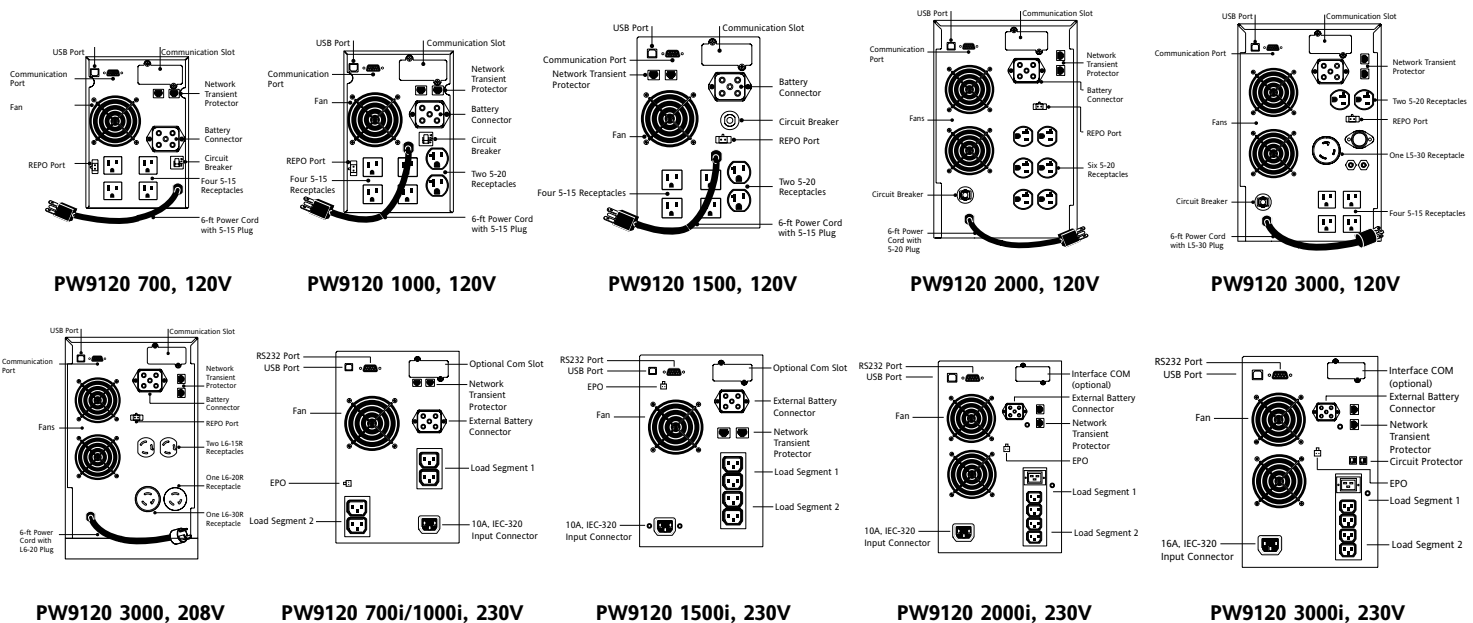 USB Port
Communication Slot
Communication
Port
Fan
Network
Transient
Protector
Battery
Connector
REPO Port
Circuit
Breaker
Four 5-15
Receptacles
6-ft Power Cord
with 5-15 Plug
PW9120 700, 120V
USB Port
Communication Slot
Communication
Port
Fan
Network
Transient
Protector
Battery
Connector
Circuit
Breaker
REPO Port
Four 5-15
Receptacles
Two 5-20
Receptacles
6-ft Power Cord
with 5-15 Plug
PW9120 1000, 120V
USB Port
Communication Slot
Communication Port
Network Transient
Protector
Battery
Connector
Circuit Breaker
Fan
REPO Port
Four 5-15 Receptacles
Two 5-20
Receptacles
6-ft Power Cord
with 5-15 Plug
PW9120 1500, 120V
USB Port
Communication Slot
Communication
Port
Network
Transient
Protector
Battery
Connector
Fans
REPO Port
Six 5-20
Receptacles
Circuit Breaker
6-ft Power
Cord with
5-20 Plug
PW9120 2000, 120V
USB Port
Communication Slot
Communication Port
Network Transient
Protector
Two 5-20 Receptacles
Fans
REPO Port
One L5-30 Receptacle
Circuit Breaker
Four 5-15 Receptacles
6-ft Power Cord
with L5-30 Plug
PW9120 3000, 120V
USB Port
Communication Slot
Communication
Port
Network
Transient
Protector
Battery
Connector
Fans
REPO Port
Two L6-15R
Receptacles
One L6-20R
Receptacle
One L6-30R
Receptacle
6-ft Power
Cord with
L6-20 Plug
PW9120 3000, 208V
RS232 Port
USB Port
Optional Com Slot
Network
Transient
Protector
Fan
External Battery
Connector
Load Segment 1
EPO
Load Segment 2
10A, IEC-320
Input Connector
PW9120 700i/1000i, 230V
RS232 Port
USB Port
EPO
Optional Com Slot
External Battery
Connector
Fan
Network
Transient
Protector
Load Segment 1
Load Segment 2
10A, IEC-320
Input Connector
PW9120 1500i, 230V
RS232 Port
USB Port
Interface COM
(optional)
External Battery
Connector
Fan
Network
Transient
Protector
EPO
Load Segment 1
10A, IEC-320
Input Connector
Load Segment 2
PW9120 2000i, 230V
RS232 Port
USB Port
Interface COM
(optional)
External Battery
Connector
Fan
Network
Transient
Protector
Circuit Protector
EPO
Load Segment 1
16A, IEC-320
Input Connector
Load Segment 2
PW9120 3000i, 230V